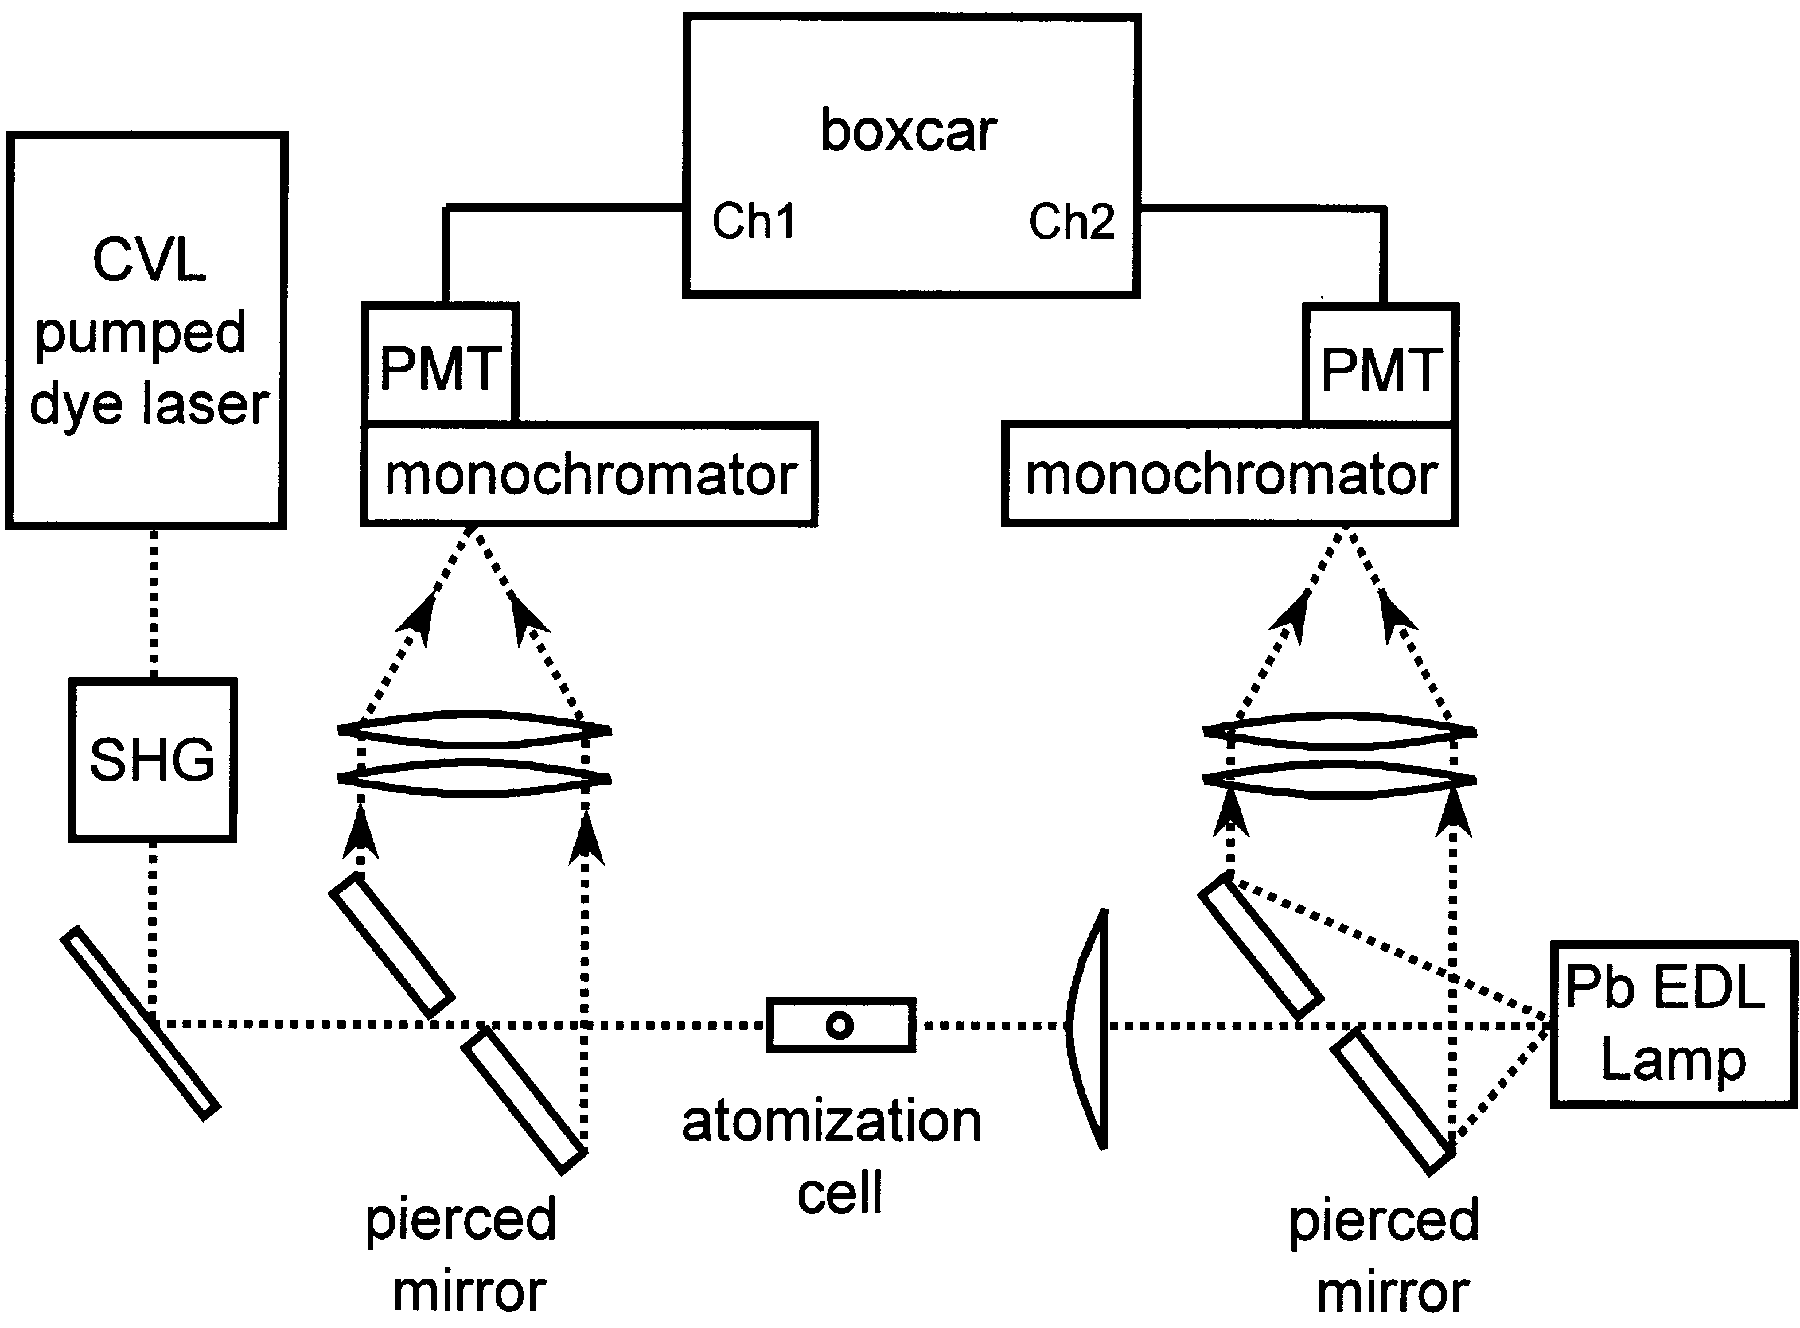 boxcar
Ch1
Ch2
CVL
pumped
dye laser
PMT
PMT
monochromator
monochromator
SHG
Pb EDL
Lamp
atomization
cell
pierced
mirror
pierced
mirror